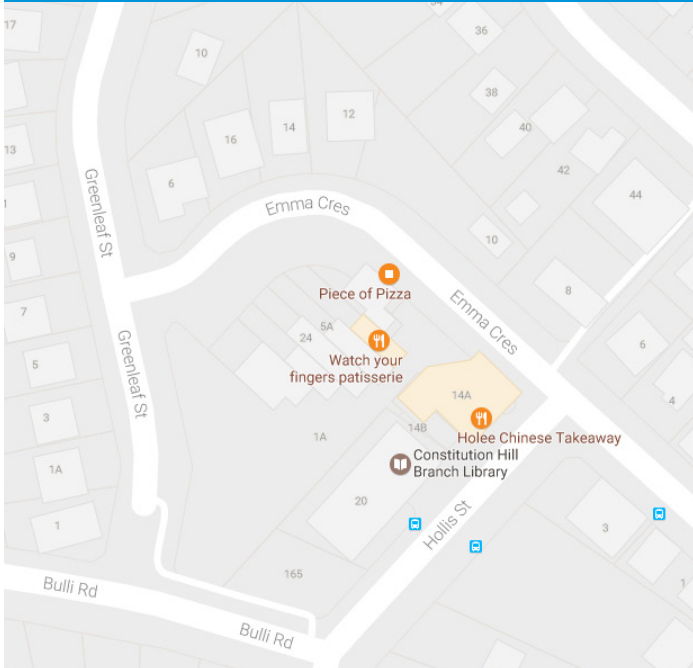 17
10
36
38
12
14
16
40
13
42
6
44
Greenleaf St
Emma Cres
10
9
8
Piece of Pizza
Emma Cres
7
5A
24
6
Watch your
fingers patisserie
5
Greenleaf St
14A
4
3
1A
14B
Holee Chinese Takeaway
Constitution Hill
Branch Library
1A
20
Hollis St
3
1
165
Bulli Rd
Bulli Rd